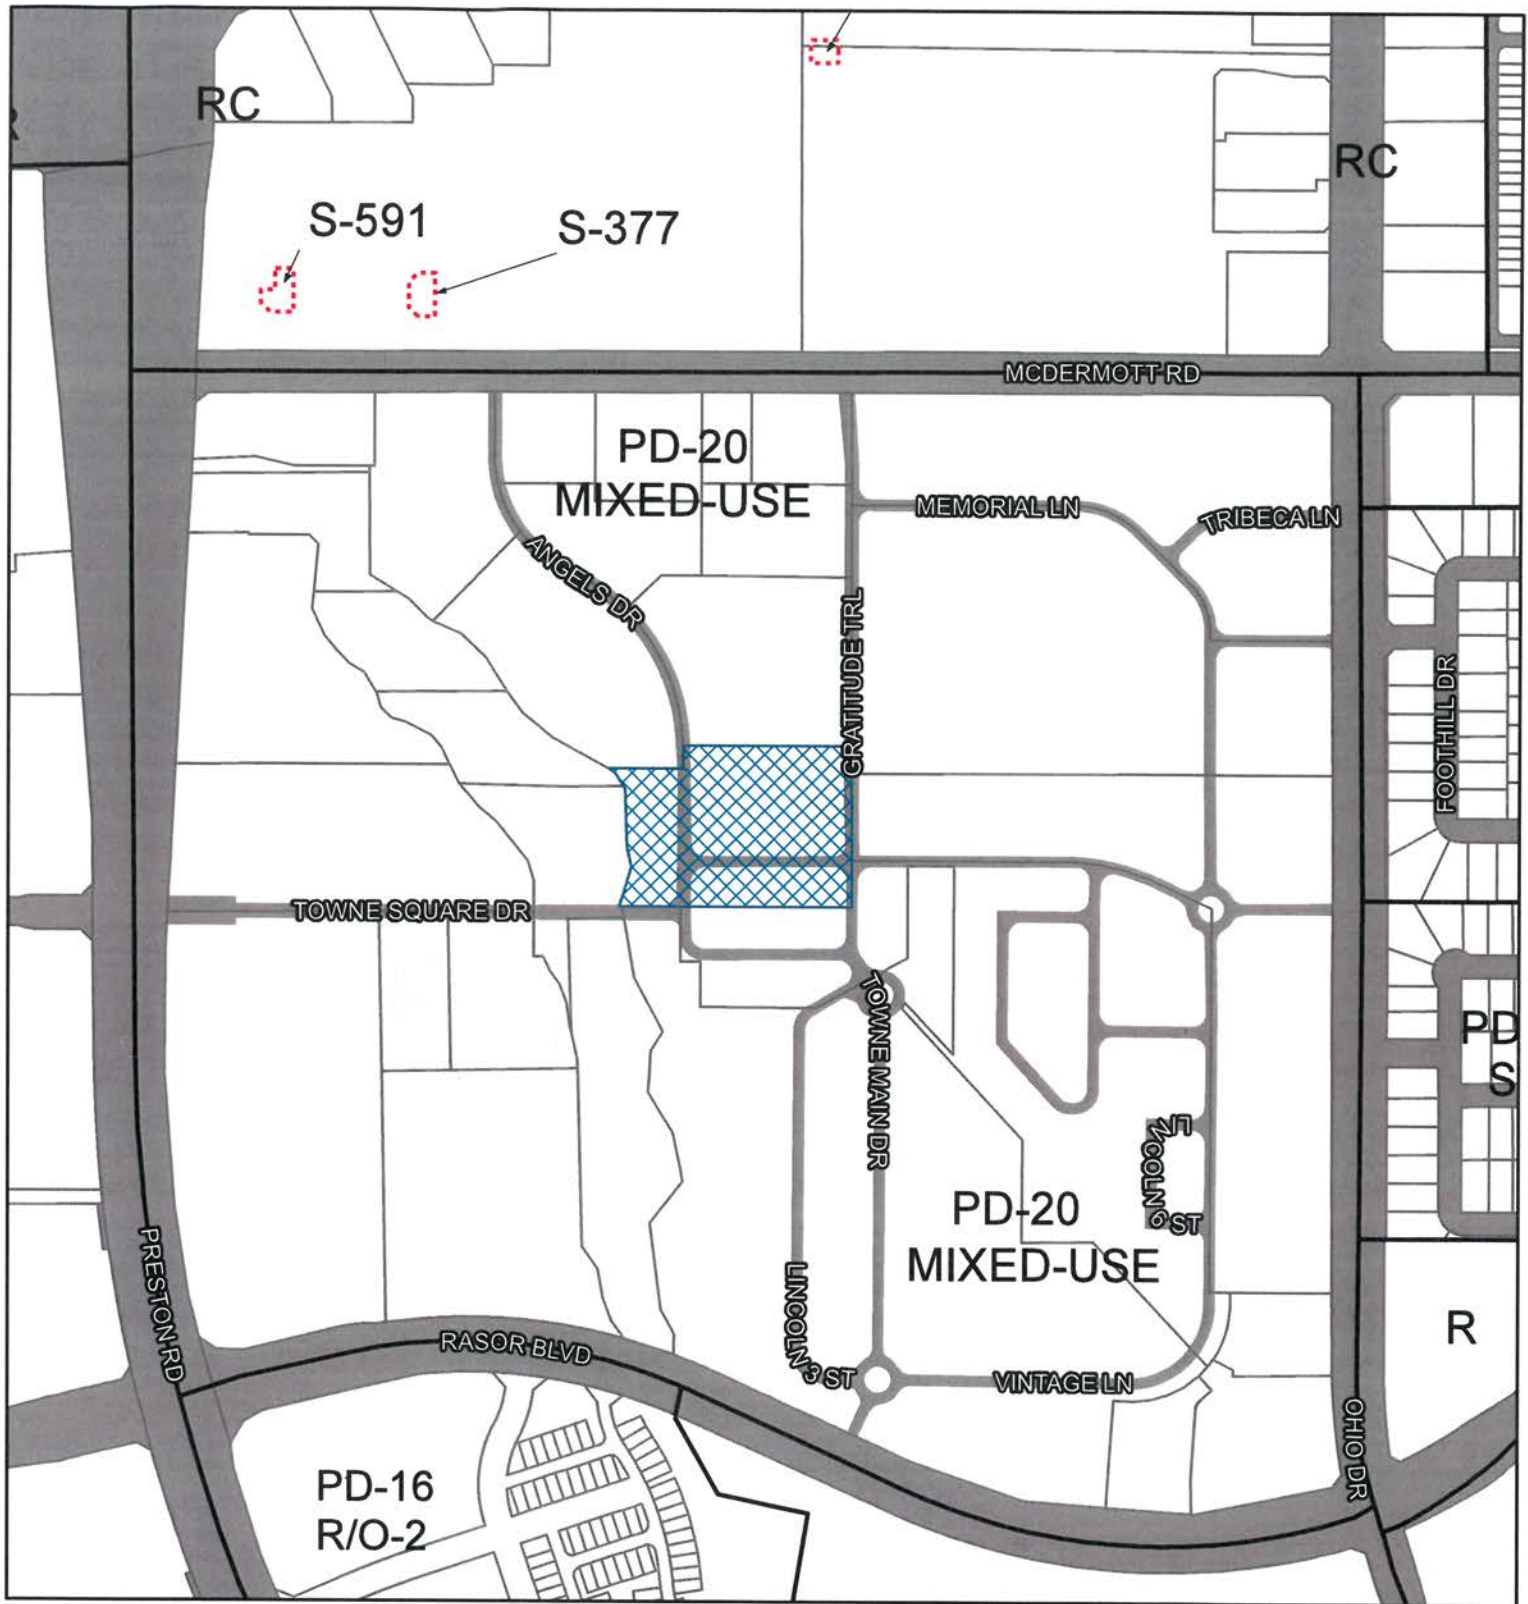 RC
RC
S-591
S-377
MCDERMOTT RD
PD-20
MIXED-USE
MEMORIAL LN
TRIBECA LN
ANGELS DR
GRATITUDE TRL
FOOTHILL DR
TOWNE SQUARE DR
TOWNE MAIN DR
PD
S
LINCOLN 6 ST
PD-20
MIXED-USE
PRESTON RD
RASOR BLVD
LINCOLN 3 ST
VINTAGE LN
R
OHIO DR
PD-16
R/O-2